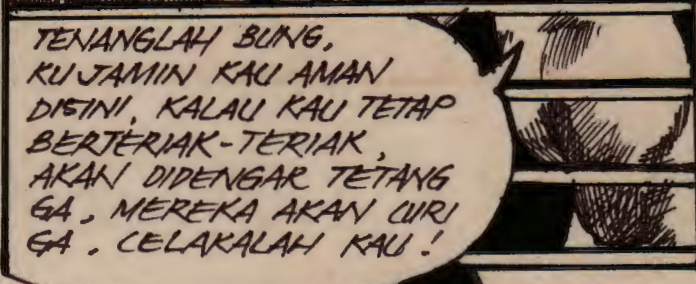 TENANGLAH BUNG,
KUJAMIN KAU AMAN
DISINI, KALAU KAU TETAP
BERTERIAK-TERIAK,
AKAN DIDENGAR TETANG
GA, MEREKA AKAN CURI
GA. CELAKALAH KAU!